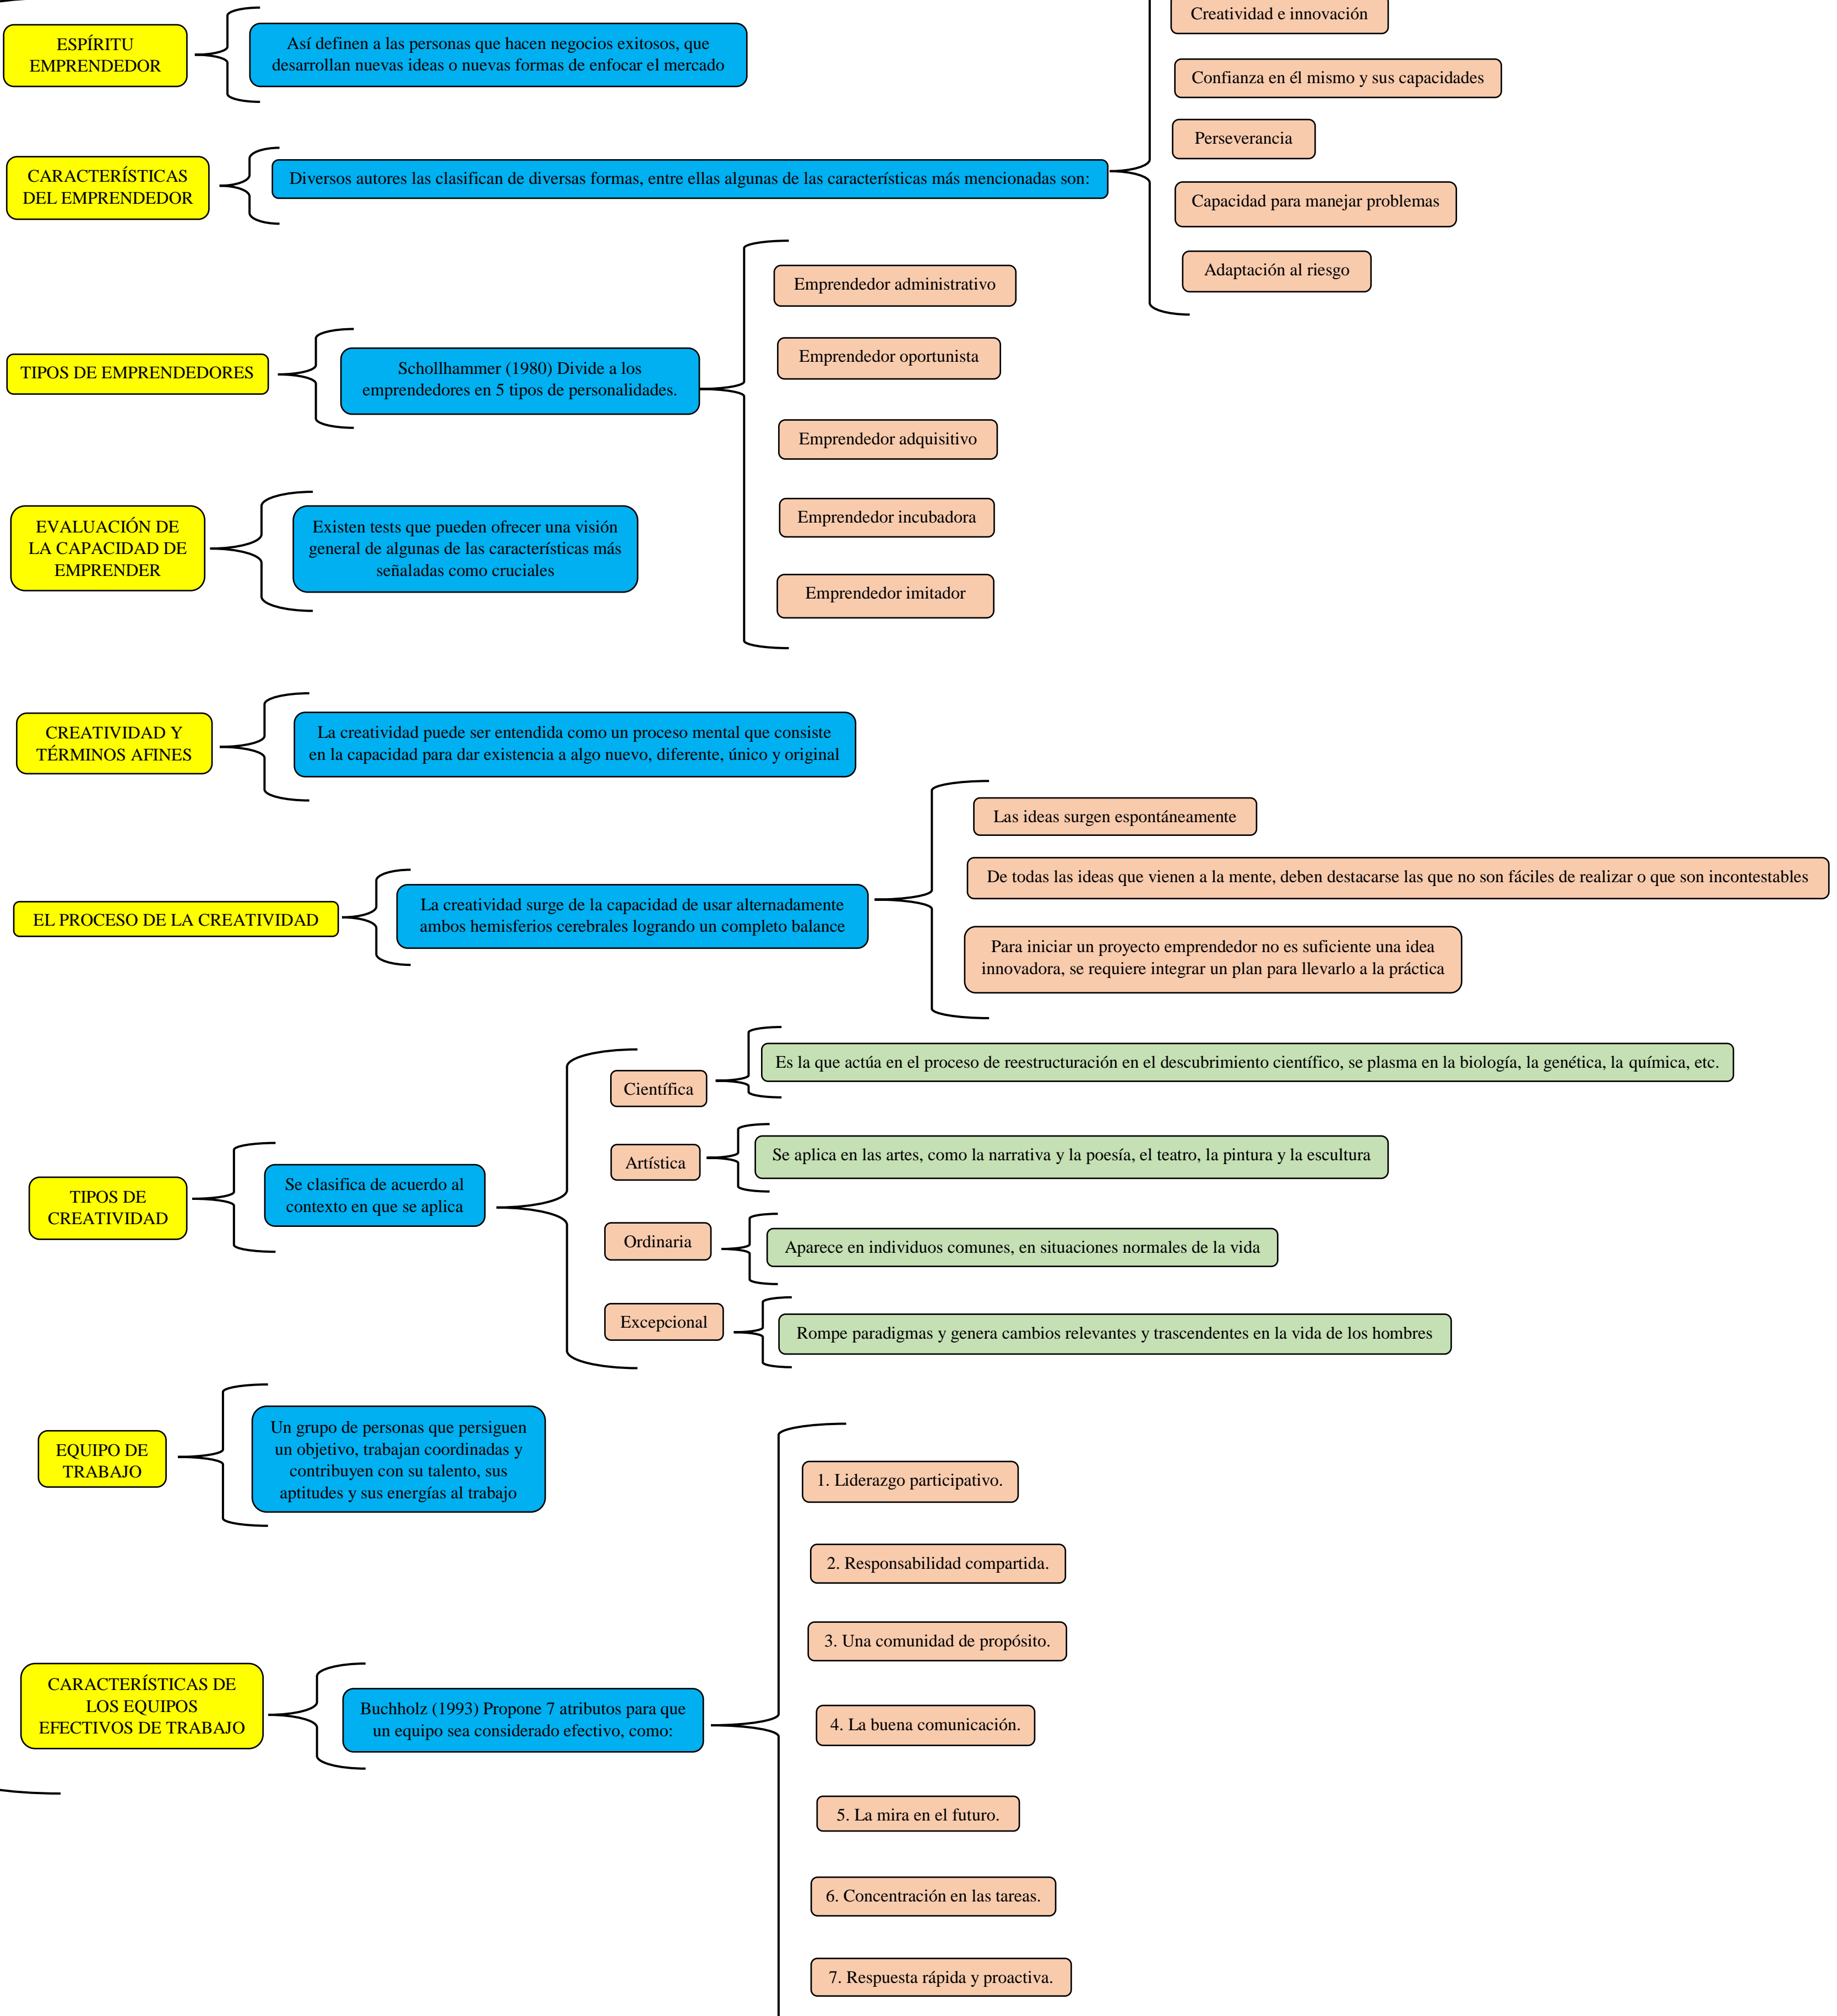 ESPÍRITU
EMPRENDEDOR
Así definen a las personas que hacen negocios exitosos, que
desarrollan nuevas ideas o nuevas formas de enfocar el mercado
CARACTERÍSTICAS
DEL EMPRENDEDOR
Diversos autores las clasifican de diversas formas, entre ellas algunas de las características más mencionadas son:
Creatividad e innovación
Confianza en él mismo y sus capacidades
Perseverancia
Capacidad para manejar problemas
Adaptación al riesgo
TIPOS DE EMPRENDEDORES
Schollhammer (1980) Divide a los
emprendedores en 5 tipos de personalidades.
Emprendedor administrativo
Emprendedor oportunista
Emprendedor adquisitivo
Emprendedor incubadora
Emprendedor imitador
EVALUACIÓN DE
LA CAPACIDAD DE
EMPRENDER
Existen tests que pueden ofrecer una visión
general de algunas de las características más
señaladas como cruciales
CREATIVIDAD Y
TÉRMINOS AFINES
La creatividad puede ser entendida como un proceso mental que consiste
en la capacidad para dar existencia a algo nuevo, diferente, único y original
EL PROCESO DE LA CREATIVIDAD
La creatividad surge de la capacidad de usar alternadamente
ambos hemisferios cerebrales logrando un completo balance
Las ideas surgen espontáneamente
De todas las ideas que vienen a la mente, deben destacarse las que no son fáciles de realizar o que son incontestables
Para iniciar un proyecto emprendedor no es suficiente una idea
innovadora, se requiere integrar un plan para llevarlo a la práctica
TIPOS DE
CREATIVIDAD
Se clasifica de acuerdo al
contexto en que se aplica
Científica
Es la que actúa en el proceso de reestructuración en el descubrimiento científico, se plasma en la biología, la genética, la química, etc.
Artística
Se aplica en las artes, como la narrativa y la poesía, el teatro, la pintura y la escultura
Ordinaria
Aparece en individuos comunes, en situaciones normales de la vida
Excepcional
Rompe paradigmas y genera cambios relevantes y trascendentes en la vida de los hombres
EQUIPO DE
TRABAJO
Un grupo de personas que persiguen
un objetivo, trabajan coordinadas y
contribuyen con su talento, sus
aptitudes y sus energías al trabajo
CARACTERÍSTICAS DE
LOS EQUIPOS
EFECTIVOS DE TRABAJO
Buchholz (1993) Propone 7 atributos para que
un equipo sea considerado efectivo, como:
1. Liderazgo participativo.
2. Responsabilidad compartida.
3. Una comunidad de propósito.
4. La buena comunicación.
5. La mira en el futuro.
6. Concentración en las tareas.
7. Respuesta rápida y proactiva.